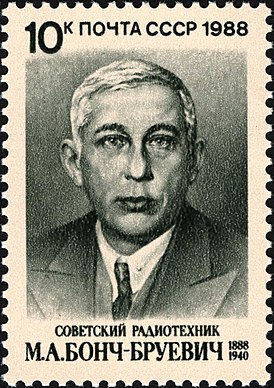 10К ПОЧТА СССР 1988
СОВЕТСКИЙ РАДИОТЕХНИК
М.А.БОНЧ-БРУЕВИЧ 1888
1940